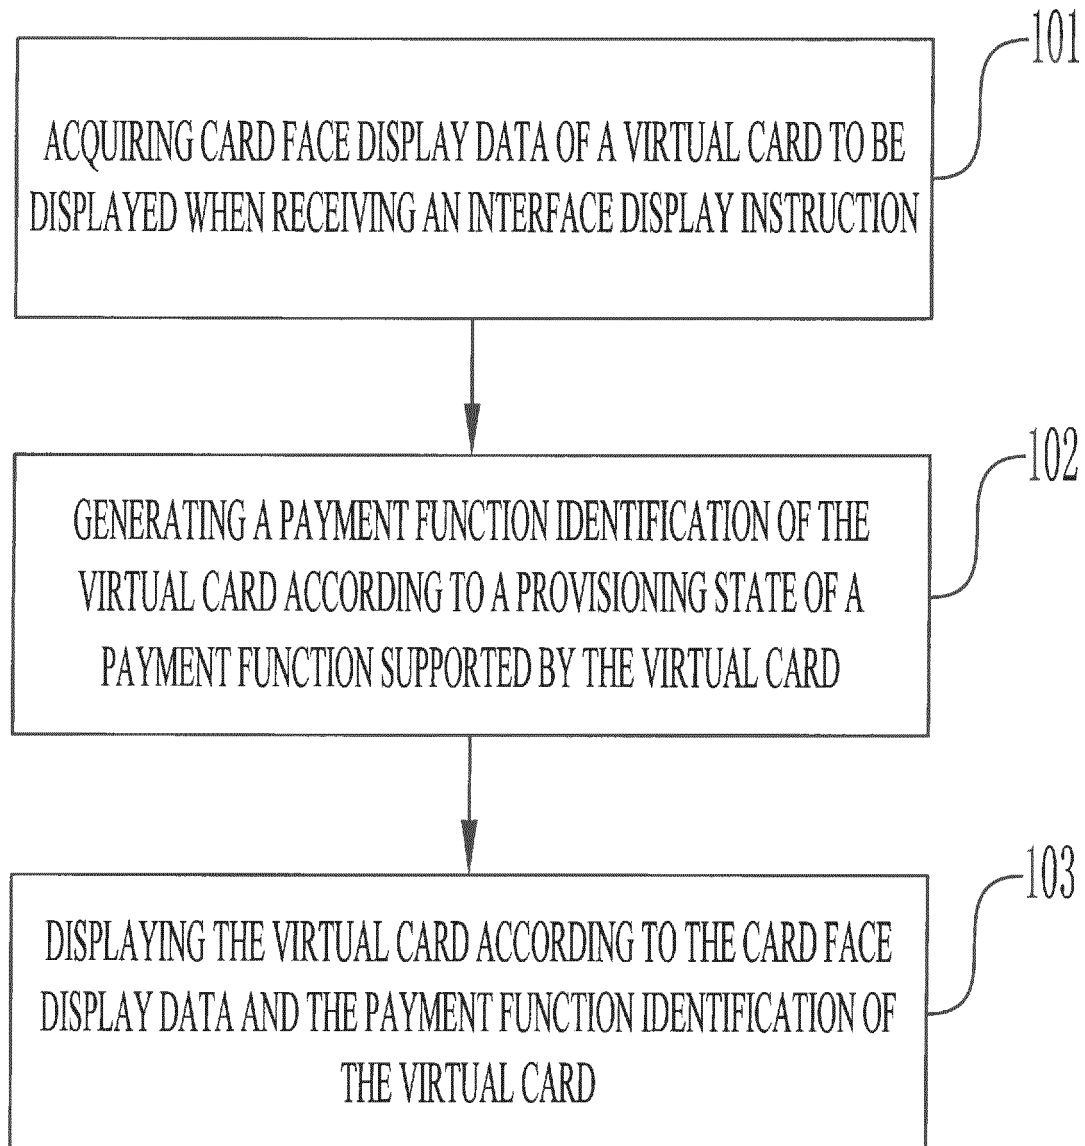 101
ACQUIRING CARD FACE DISPLAY DATA OF A VIRTUAL CARD TO BE
DISPLAYED WHEN RECEIVING AN INTERFACE DISPLAY INSTRUCTION
102
GENERATING A PAYMENT FUNCTION IDENTIFICATION OF THE
VIRTUAL CARD ACCORDING TO A PROVISIONING STATE OF A
PAYMENT FUNCTION SUPPORTED BY THE VIRTUAL CARD
103
DISPLAYING THE VIRTUAL CARD ACCORDING TO THE CARD FACE
DISPLAY DATA AND THE PAYMENT FUNCTION IDENTIFICATION OF
THE VIRTUAL CARD